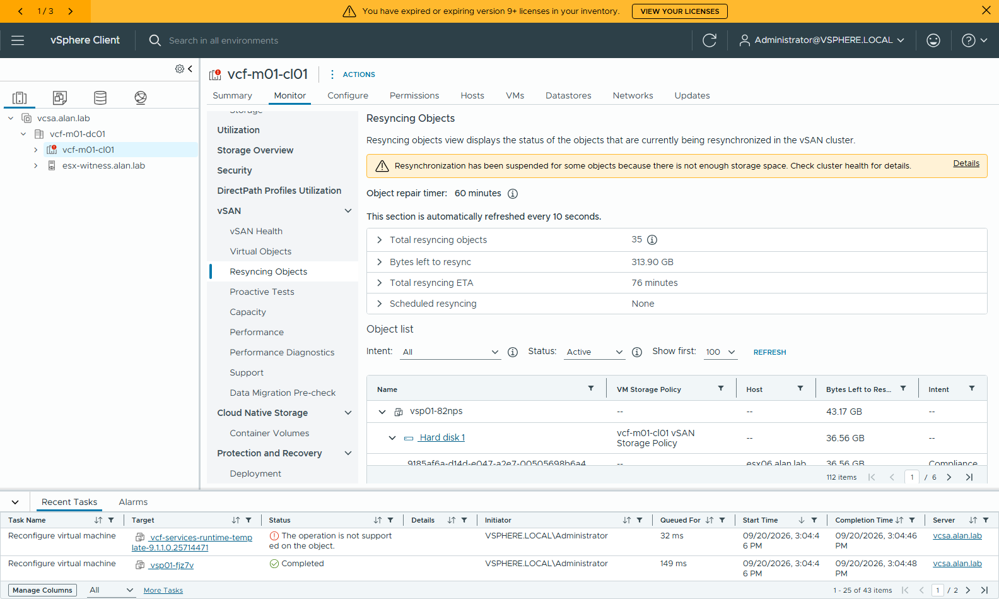 1 / 3
You have expired or expiring version 9+ licenses in your inventory.
VIEW YOUR LICENSES
vSphere Client
Search in all environments
Administrator@VSPHERE.LOCAL
vcsa.alan.lab
vcf-m01-dc01
vcf-m01-cl01
esx-witness.alan.lab
vcf-m01-cl01
ACTIONS
Summary Monitor Configure Permissions Hosts VMs Datastores Networks Updates
Storage
Utilization
Storage Overview
Security
DirectPath Profiles Utilization
vSAN
vSAN Health
Virtual Objects
Resyncing Objects
Proactive Tests
Capacity
Performance
Performance Diagnostics
Support
Data Migration Pre-check
Cloud Native Storage
Container Volumes
Protection and Recovery
Deployment
Resyncing Objects
Resyncing objects view displays the status of the objects that are currently being resynchronized in the vSAN cluster.
Resynchronization has been suspended for some objects because there is not enough storage space. Check cluster health for details.
Details
Object repair timer: 60 minutes
This section is automatically refreshed every 10 seconds.
Total resyncing objects 35
Bytes left to resync 313.90 GB
Total resyncing ETA 76 minutes
Scheduled resyncing None
Object list
Intent: All Status: Active Show first: 100 REFRESH
Name VM Storage Policy Host Bytes Left to Res... Intent
vsp01-82nps -- -- 43.17 GB --
Hard disk 1 vcf-m01-cl01 vSAN Storage Policy -- 36.56 GB --
9185af6a-d14d-e047-a2e7-00505698b6a4 -- esx06.alan.lab 36.56 GB Compliance
112 items 1 / 6
Recent Tasks Alarms
Task Name Target Status Details Initiator Queued For Start Time Completion Time Server
Reconfigure virtual machine vcf-services-runtime-temp The operation is not support VSPHERE.LOCAL\Administrator 32 ms 09/20/2026, 3:04:4 09/20/2026, 3:04:46 vcsa.alan.lab
late-9.1.1.0.25714471 ed on the object. 6 PM PM
Reconfigure virtual machine vsp01-fjz7v Completed VSPHERE.LOCAL\Administrator 149 ms 09/20/2026, 3:04:4 09/20/2026, 3:04:48 vcsa.alan.lab
6 PM PM
Manage Columns All More Tasks 1 - 25 of 43 items 1 / 2